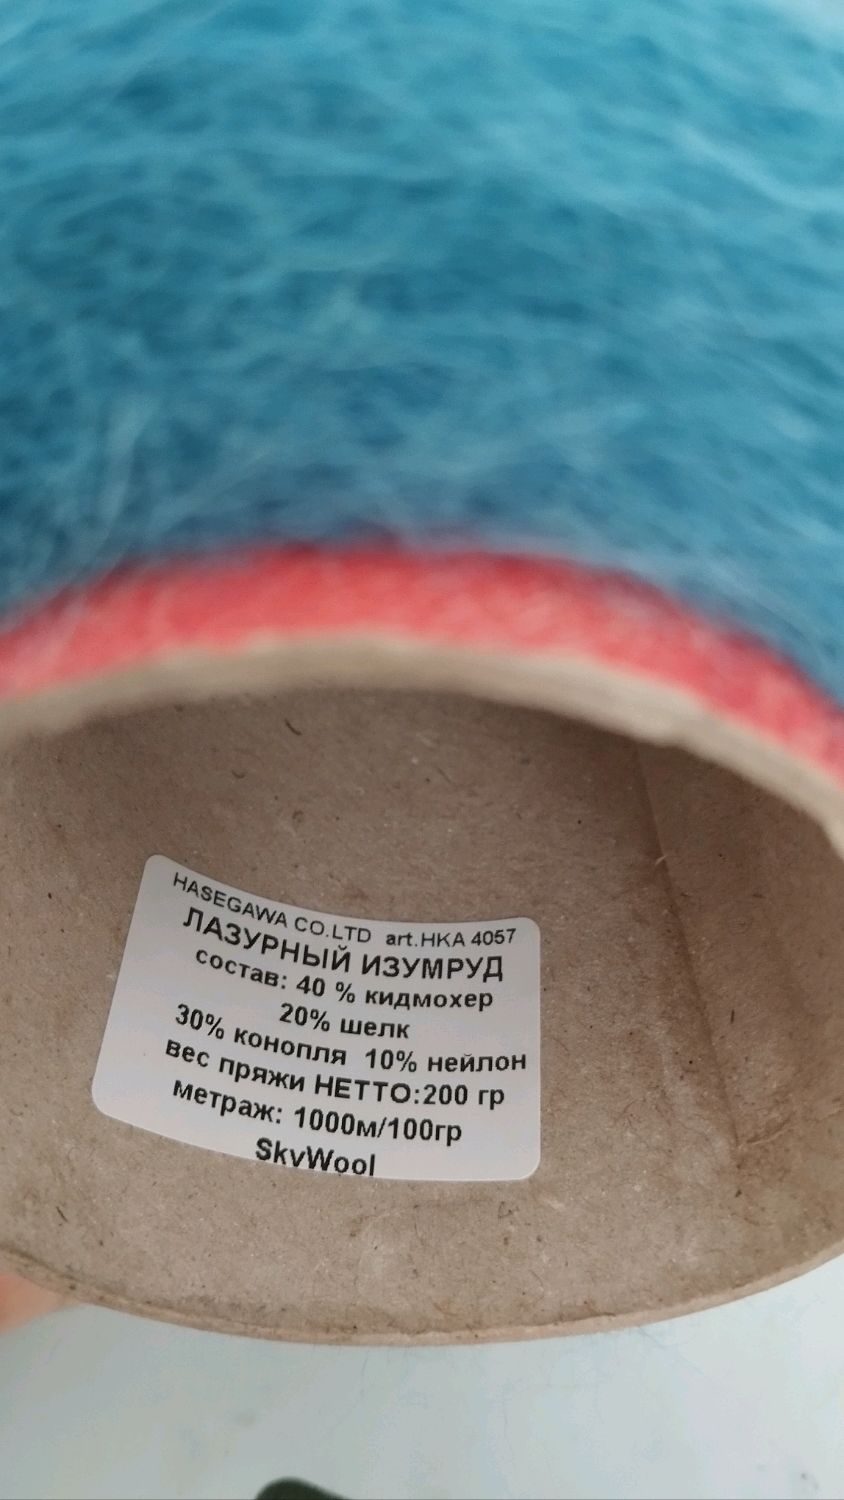 HASEGAWA CO.LTD art.HKA 4057
ЛАЗУРНЫЙ ИЗУМРУД
состав: 40 % кидмохер
20% шелк
30% конопля 10% нейлон
вес пряжи НЕТТО:200 гр
метраж: 1000м/100гр
SkyWool